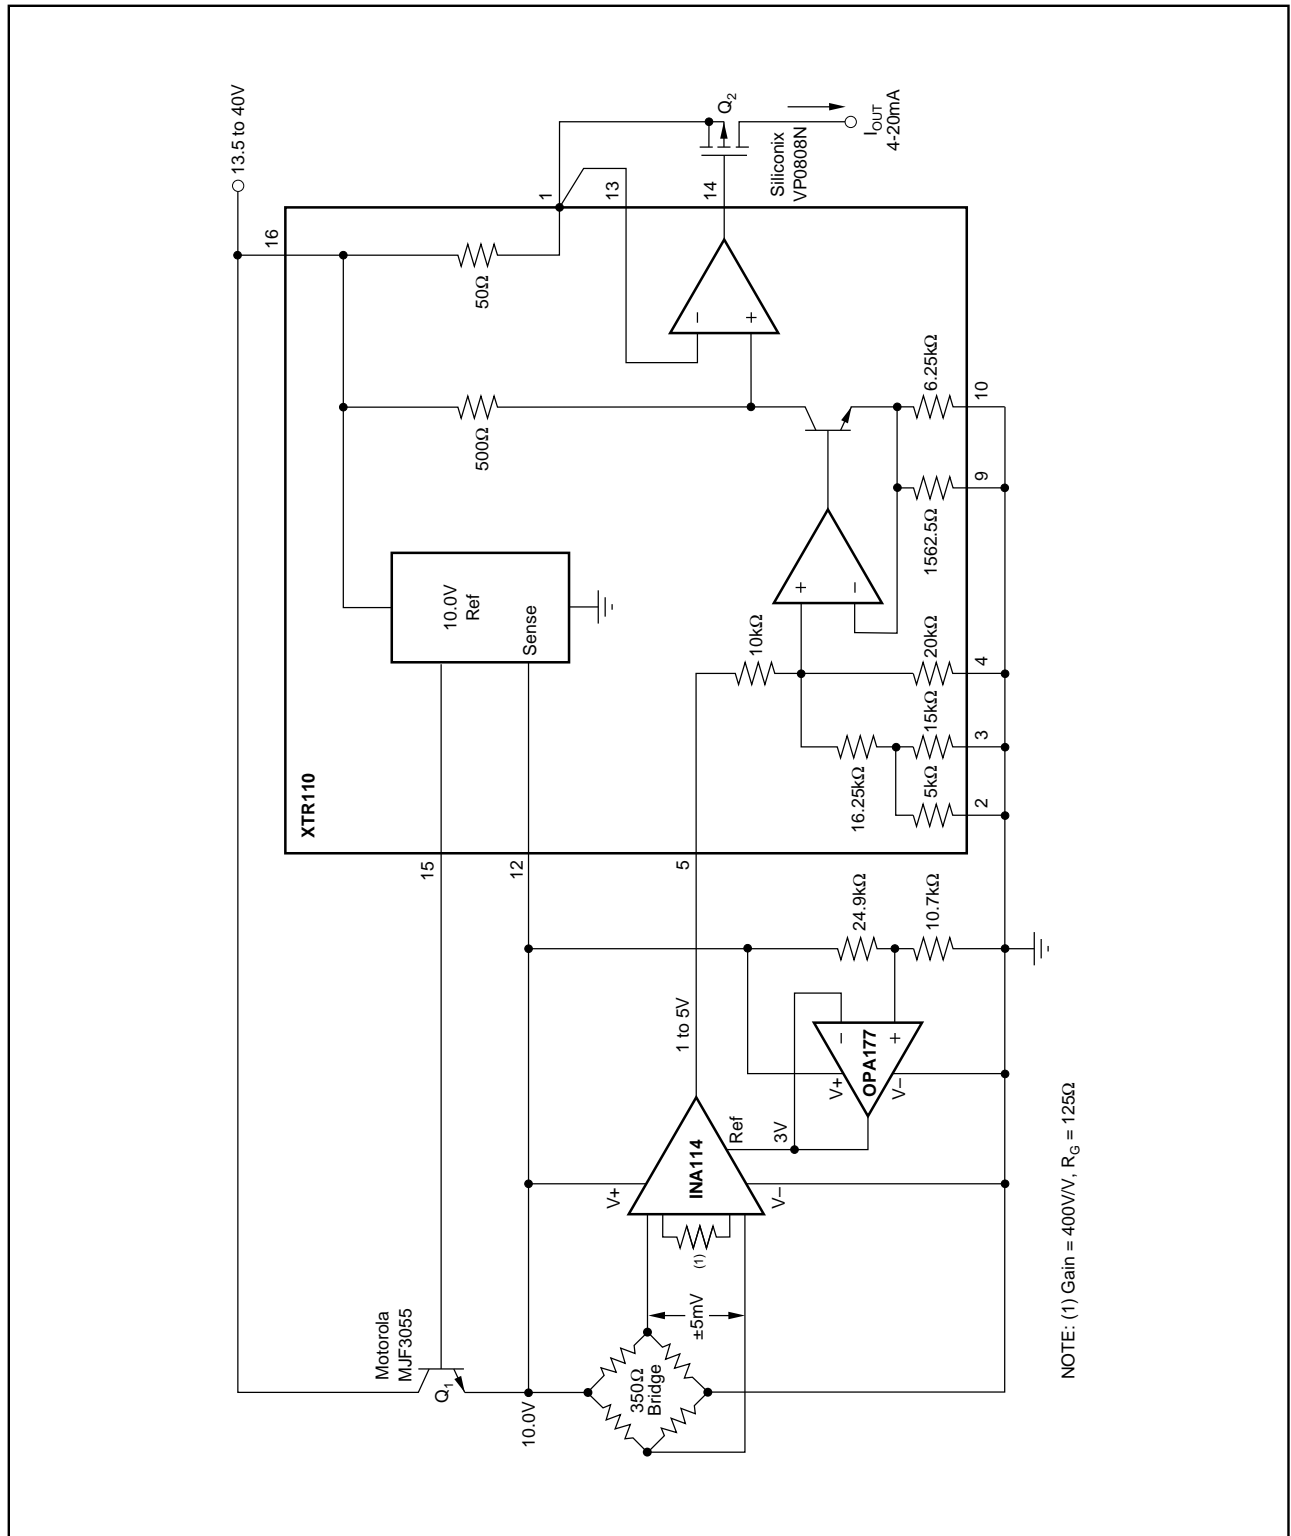 13.5 to 40V
16
1
13
14
Q2
Siliconix
VP0808N
IOUT
4-20mA
50Ω
500Ω
–
+
6.25kΩ
10
1562.5Ω
9
10.0V
Ref
Sense
+
–
10kΩ
20kΩ
4
15kΩ
3
16.25kΩ
5kΩ
2
XTR110
15
12
5
24.9kΩ
10.7kΩ
1 to 5V
–
+
OPA177
V+
V–
3V
Ref
INA114
V+
V–
(1)
±5mV
Motorola
MJF3055
Q1
10.0V
350Ω
Bridge
NOTE: (1) Gain = 400V/V, RG = 125Ω